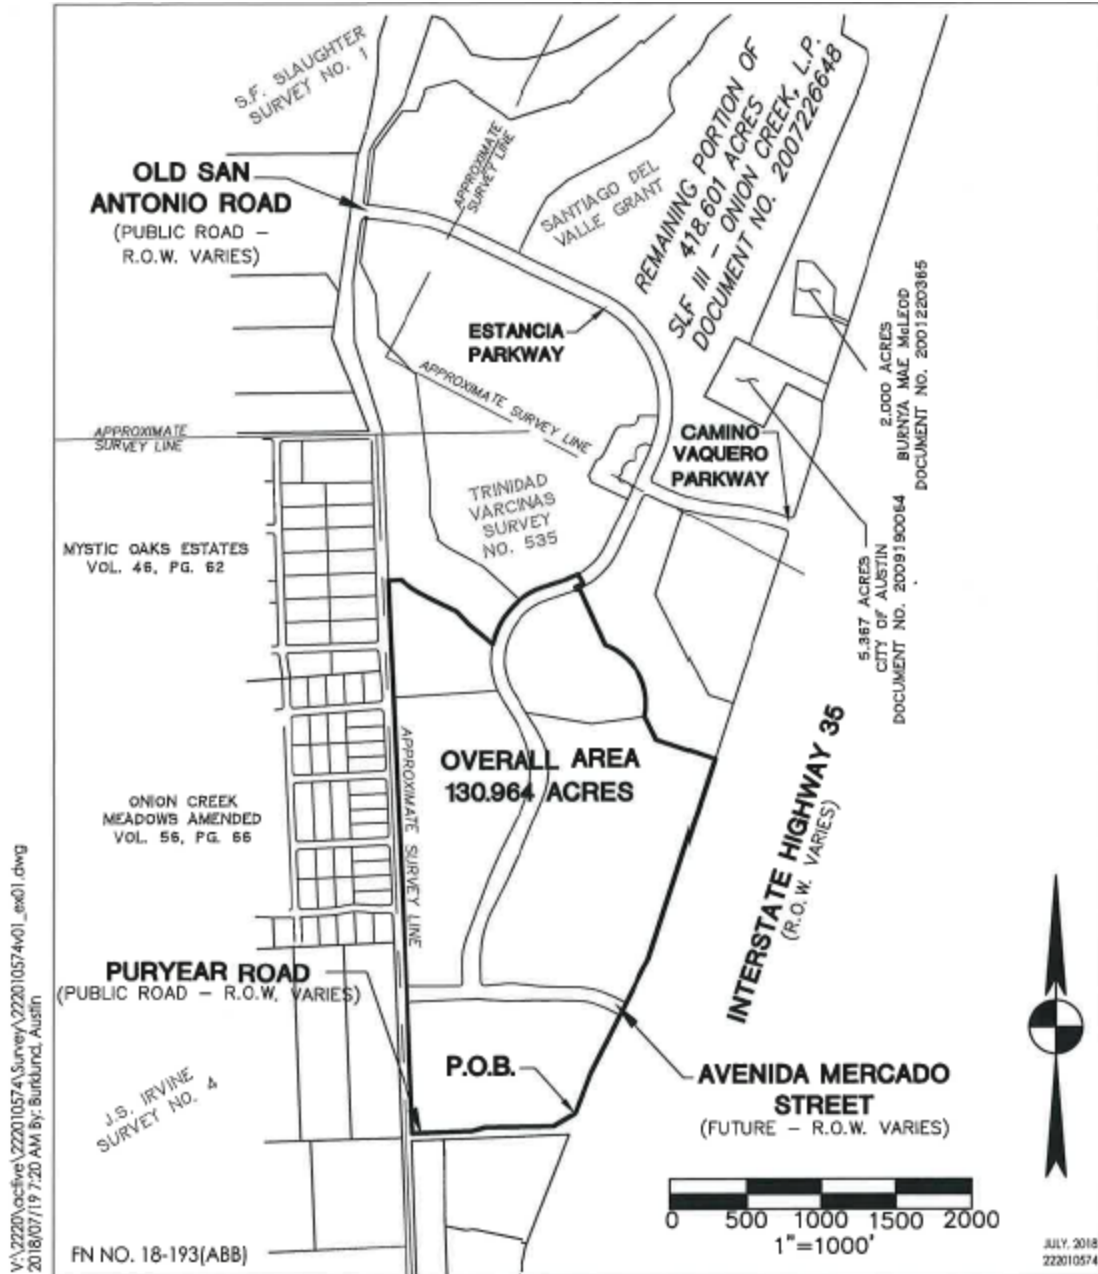 S.F. SLAUGHTER
SURVEY NO. 1
OLD SAN
ANTONIO ROAD
(PUBLIC ROAD –
R.O.W. VARIES)
APPROXIMATE
SURVEY LINE
SANTIAGO DEL
VALLE GRANT
REMAINING PORTION OF
418.601 ACRES
SLF III – ONION CREEK, L.P.
DOCUMENT NO. 2007226648
2.000 ACRES
BURNYA MAE McLEOD
DOCUMENT NO. 2001220365
ESTANCIA
PARKWAY
APPROXIMATE SURVEY LINE
APPROXIMATE
SURVEY LINE
CAMINO
VAQUERO
PARKWAY
TRINIDAD
VARCINAS
SURVEY
NO. 535
5.367 ACRES
CITY OF AUSTIN
DOCUMENT NO. 2009190064
MYSTIC OAKS ESTATES
VOL. 46, PG. 62
OVERALL AREA
130.964 ACRES
APPROXIMATE SURVEY LINE
ONION CREEK
MEADOWS AMENDED
VOL. 56, PG. 66
INTERSTATE HIGHWAY 35
(R.O.W. VARIES)
PURYEAR ROAD
(PUBLIC ROAD – R.O.W. VARIES)
P.O.B.
AVENIDA MERCADO
STREET
(FUTURE – R.O.W. VARIES)
J.S. IRVINE
SURVEY NO. 4
0 500 1000 1500 2000
1"=1000'
FN NO. 18-193(ABB)
JULY, 2018
222010574
V:\2220\active\222010574\Survey\222010574v01_ex01.dwg
2018/07/19 7:20 AM By: Burklund, Austin